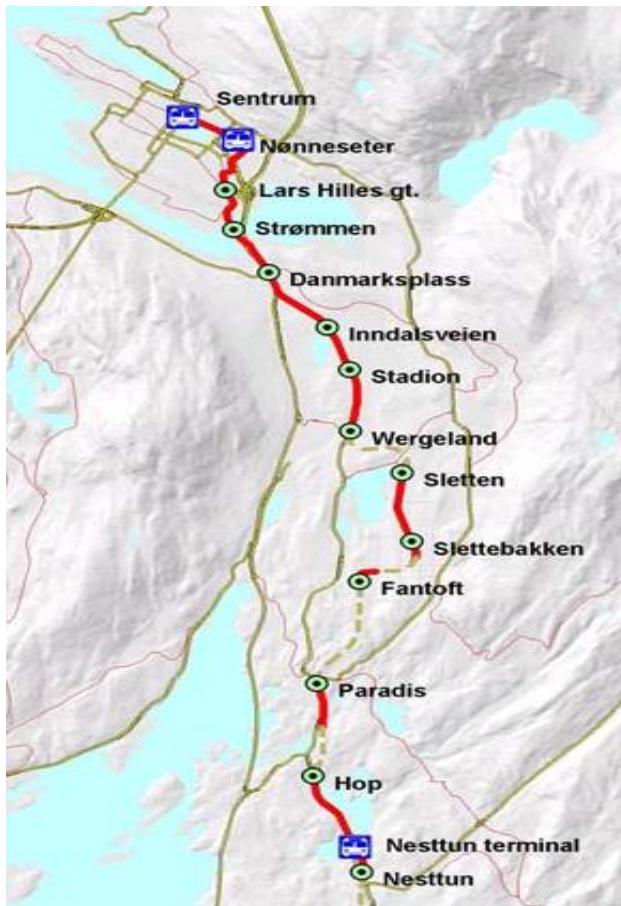 Sentrum
Nønneseter
Lars Hilles gt.
Strømmen
Danmarksplass
Inndalsveien
Stadion
Wergeland
Sletten
Slettebakken
Fantoft
Paradis
Hop
Nesttun terminal
Nesttun